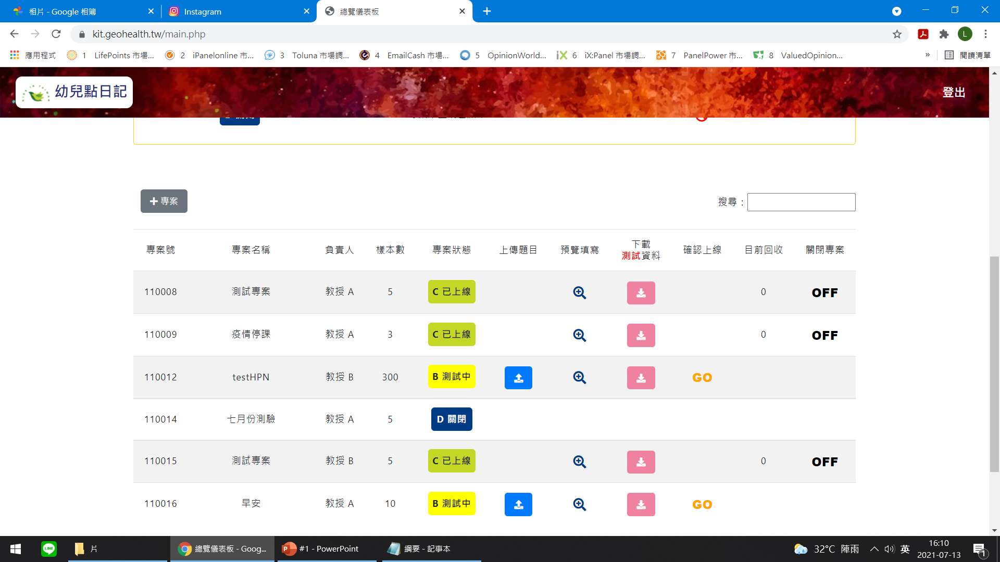 相片 - Google 相簿
Instagram
總覽儀表板
kit.geohealth.tw/main.php
L
應用程式
1 LifePoints 市場...
2 iPanelonline 市...
3 Toluna 市場調...
4 EmailCash 市場...
5 OpinionWorld...
6 iX:Panel 市場調...
7 PanelPower 市...
8 ValuedOpinion...
»
閱讀清單
幼兒點日記
登出
專案
搜尋：
專案號 專案名稱 負責人 樣本數 專案狀態 上傳題目 預覽填寫 下載 測試資料 確認上線 目前回收 關閉專案
110008 測試專案 教授 A 5 C 已上線 0 OFF
110009 疫情停課 教授 A 3 C 已上線 0 OFF
110012 testHPN 教授 B 300 B 測試中 GO
110014 七月份測驗 教授 A 5 D 關閉
110015 測試專案 教授 B 5 C 已上線 0 OFF
110016 早安 教授 A 10 B 測試中 GO
LINE
片
總覽儀表板 - Goog...
#1 - PowerPoint
綱要 - 記事本
32°C 陣雨
英
16:10
2021-07-13
1